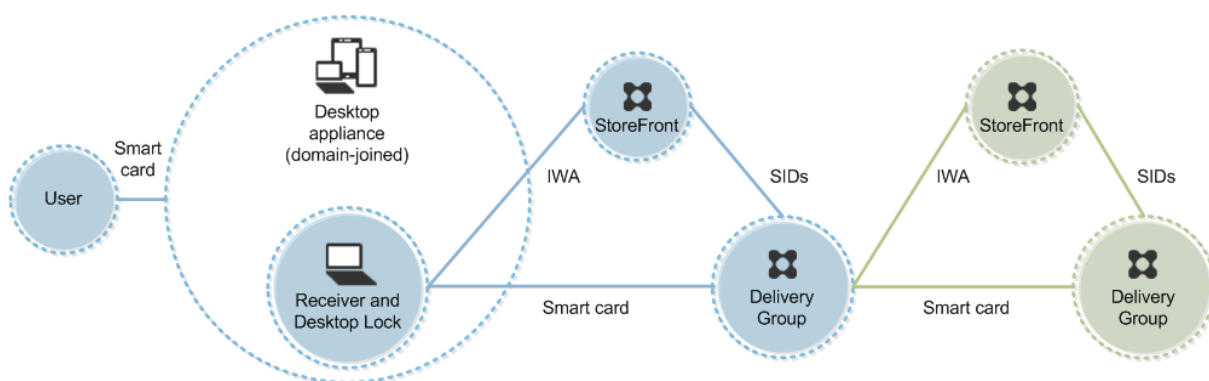 User
Smart
card
Desktop
appliance
(domain-joined)
Receiver and
Desktop Lock
IWA
StoreFront
SIDs
Smart card
Delivery
Group
IWA
StoreFront
SIDs
Smart card
Delivery
Group